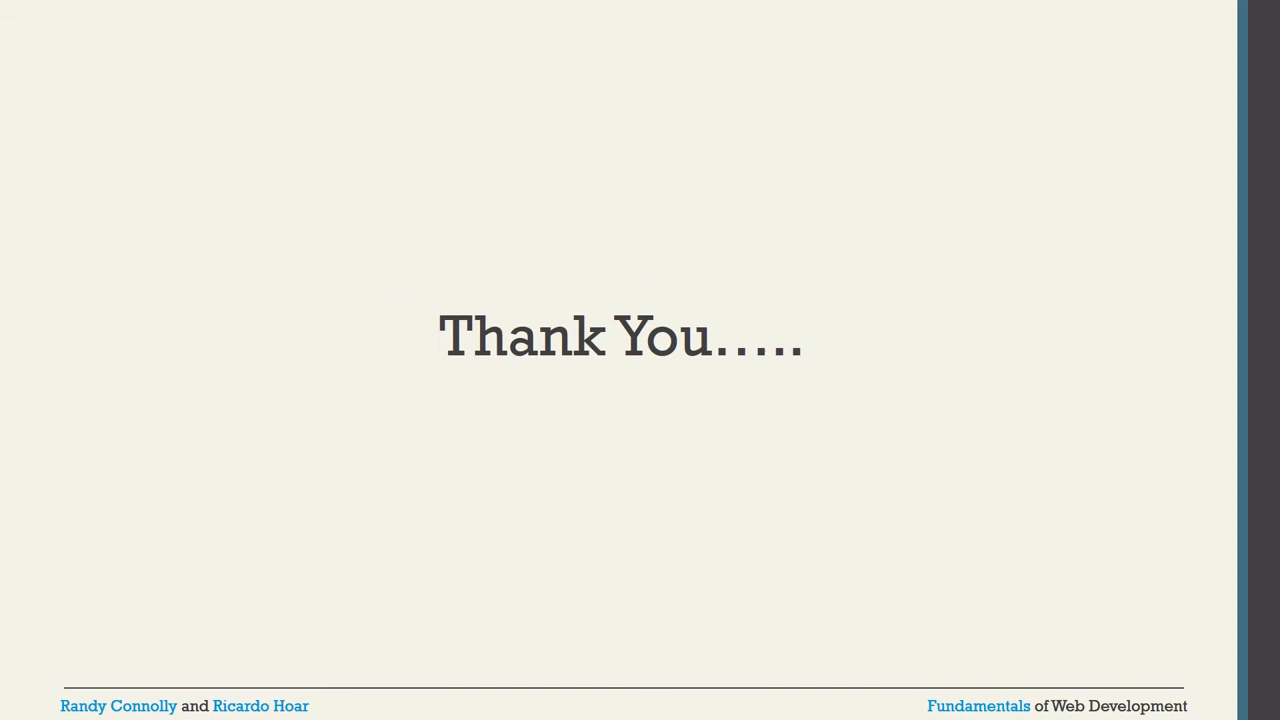 Thank You.....
Randy Connolly and Ricardo Hoar
Fundamentals of Web Development